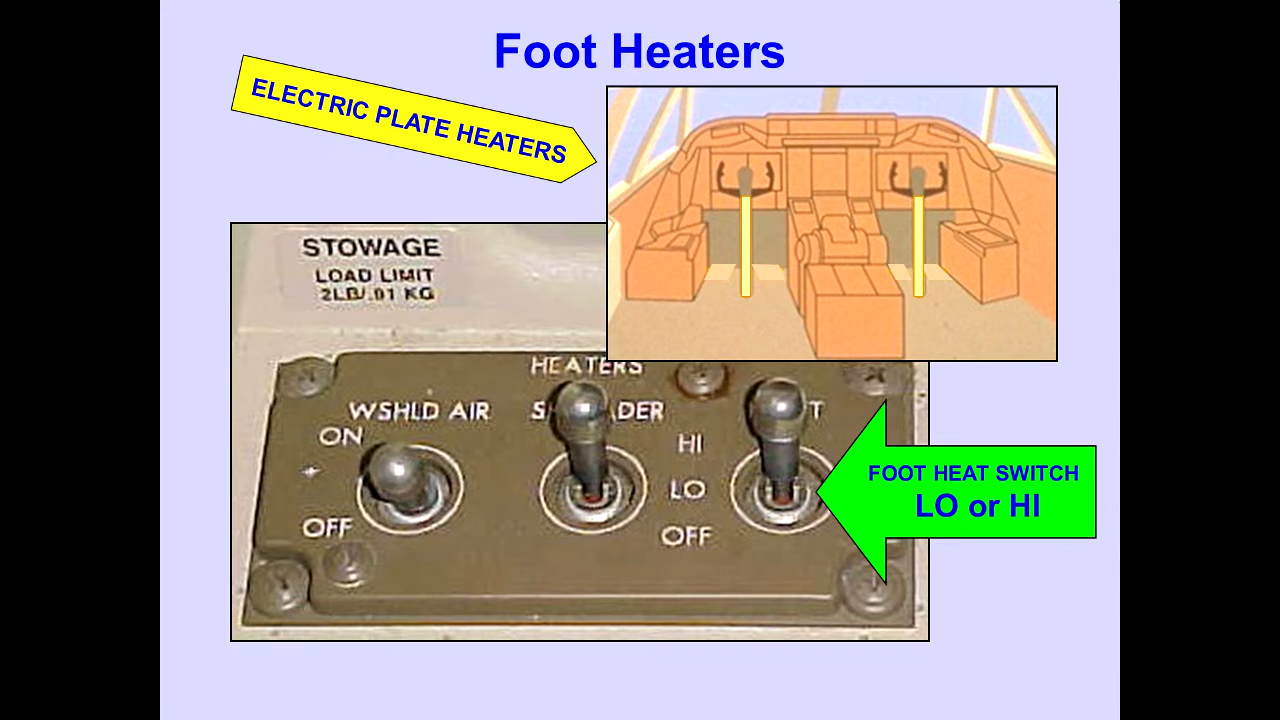 Foot Heaters
ELECTRIC PLATE HEATERS
STOWAGE
LOAD LIMIT
2LB/.91 KG
HEATERS
WSHLD AIR
ON
OFF
HI
LO
OFF
FOOT HEAT SWITCH
LO or HI